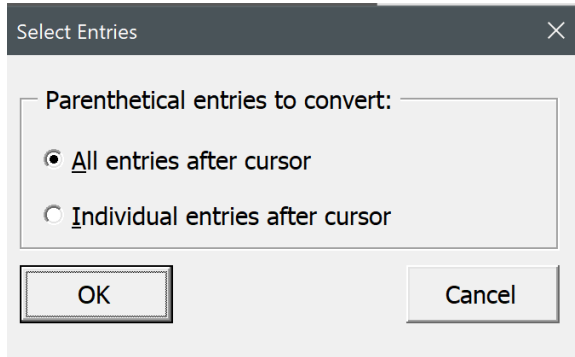 Select Entries
Parenthetical entries to convert:
All entries after cursor
Individual entries after cursor
OK
Cancel